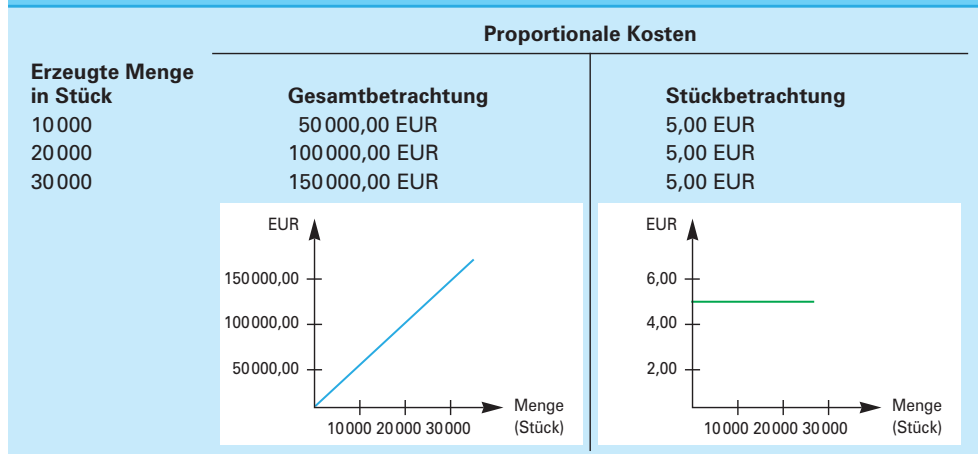 Proportionale Kosten
Erzeugte Menge
in Stück Gesamtbetrachtung Stückbetrachtung
10 000 50 000,00 EUR 5,00 EUR
20 000 100 000,00 EUR 5,00 EUR
30 000 150 000,00 EUR 5,00 EUR
EUR
150 000,00
100 000,00
50 000,00
10 000 20 000 30 000
Menge
(Stück)
EUR
6,00
4,00
2,00
10 000 20 000 30 000
Menge
(Stück)